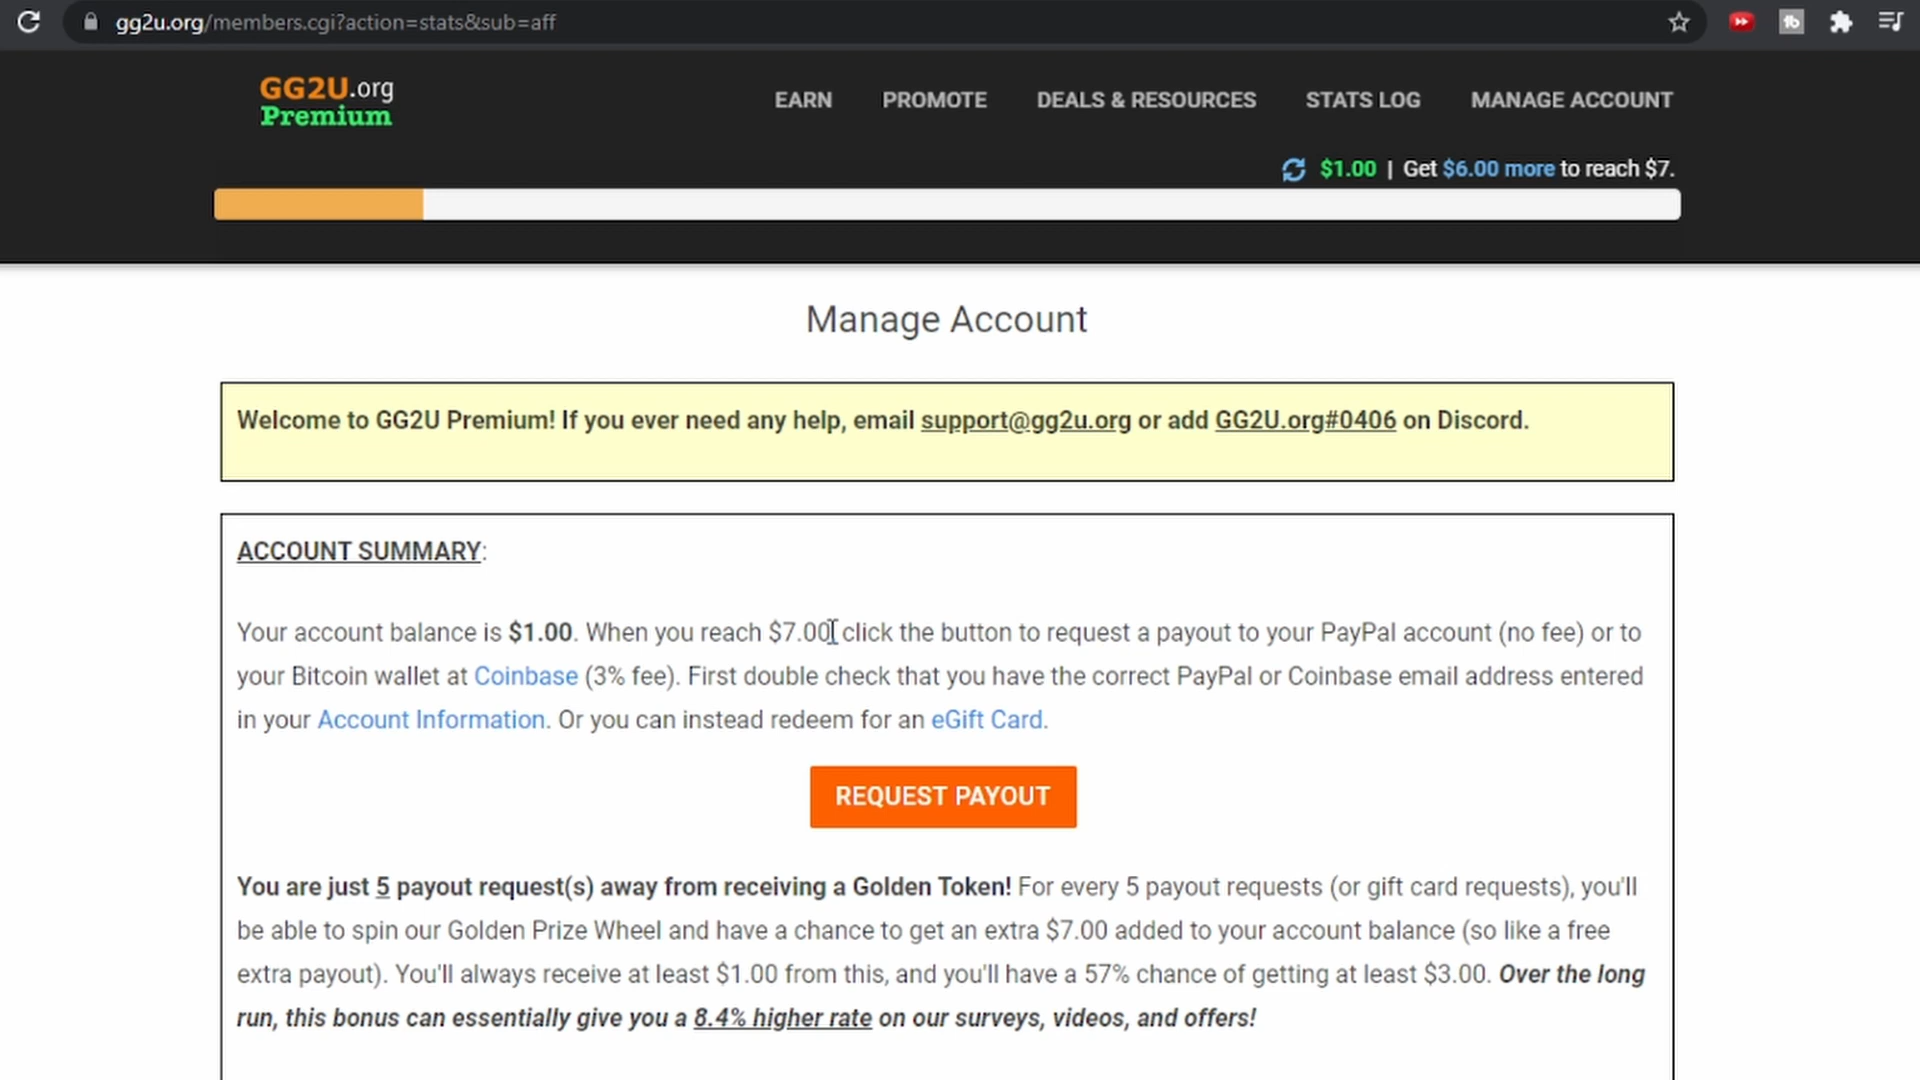 gg2u.org/members.cgi?action=stats&sub=aff
GG2U.org
Premium
EARN PROMOTE DEALS & RESOURCES STATS LOG MANAGE ACCOUNT
$1.00 | Get $6.00 more to reach $7.
Manage Account
Welcome to GG2U Premium! If you ever need any help, email support@gg2u.org or add GG2U.org#0406 on Discord.
ACCOUNT SUMMARY:
Your account balance is $1.00. When you reach $7.00, click the button to request a payout to your PayPal account (no fee) or to
your Bitcoin wallet at Coinbase (3% fee). First double check that you have the correct PayPal or Coinbase email address entered
in your Account Information. Or you can instead redeem for an eGift Card.
REQUEST PAYOUT
You are just 5 payout request(s) away from receiving a Golden Token! For every 5 payout requests (or gift card requests), you'll
be able to spin our Golden Prize Wheel and have a chance to get an extra $7.00 added to your account balance (so like a free
extra payout). You'll always receive at least $1.00 from this, and you'll have a 57% chance of getting at least $3.00. Over the long
run, this bonus can essentially give you a 8.4% higher rate on our surveys, videos, and offers!